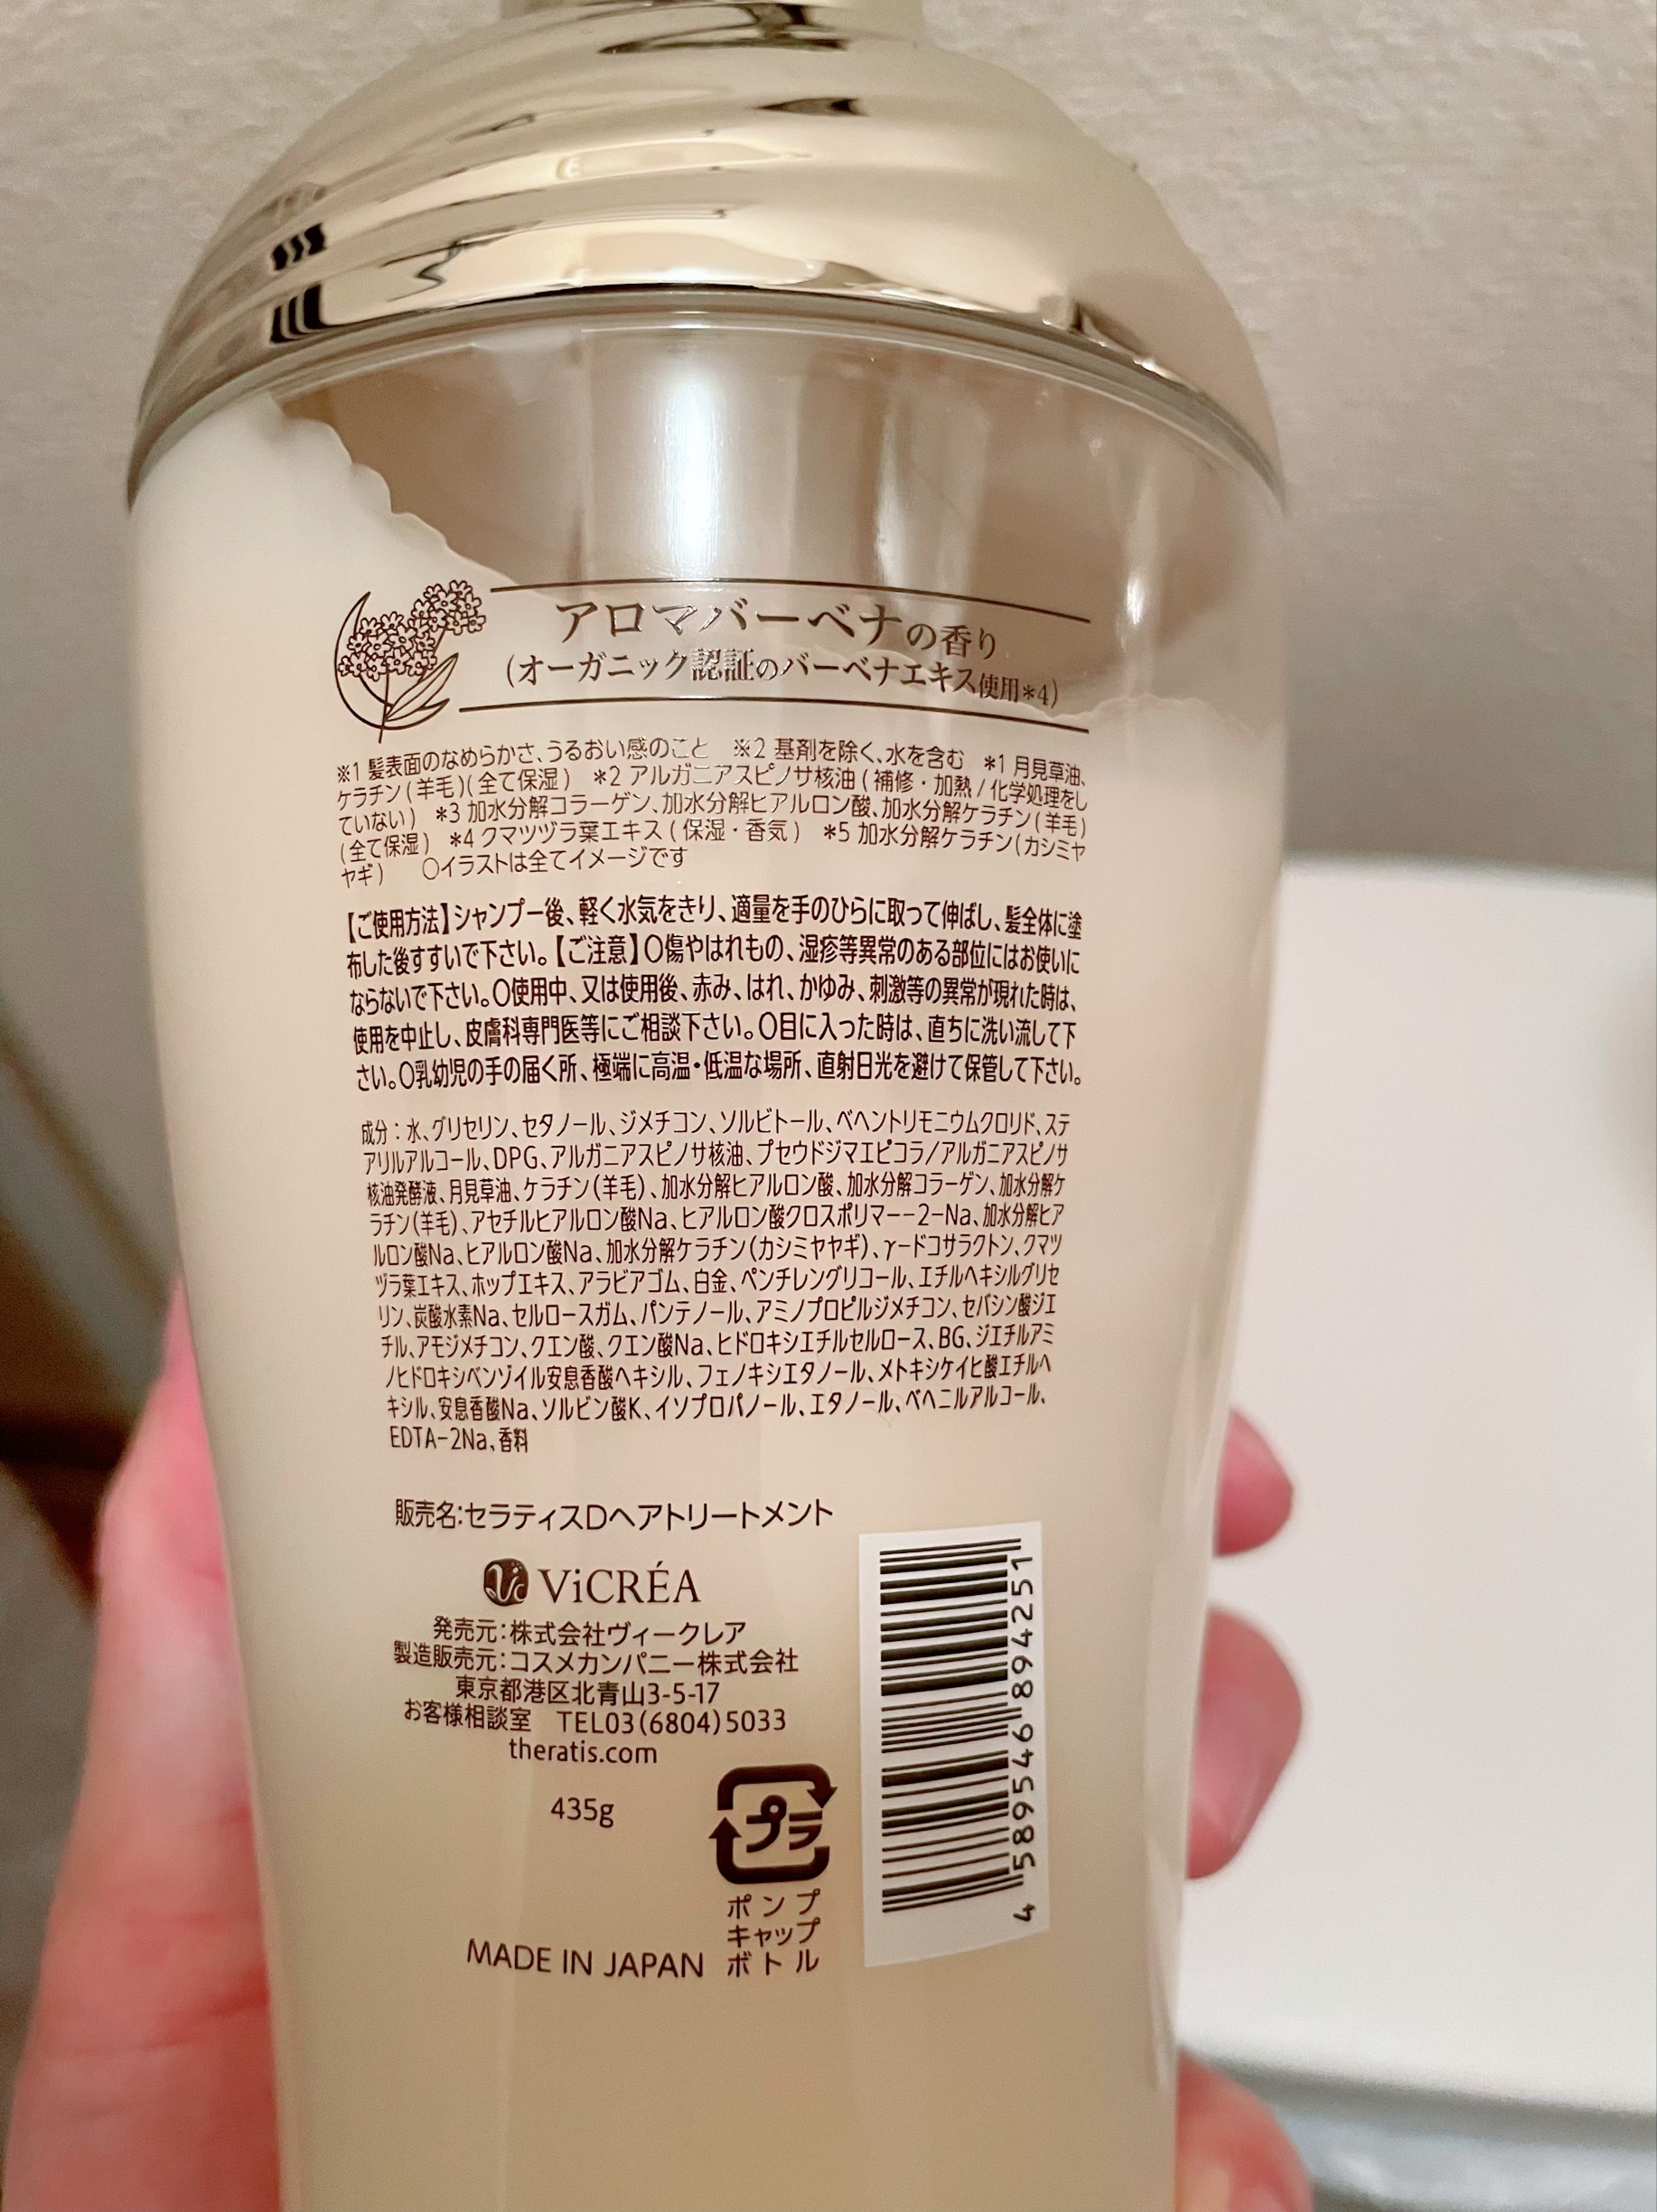 アロマバーベナの香り
(オーガニック認証のバーベナエキス使用*4)
※1 髪表面のなめらかさ、うるおい感のこと ※2 基剤を除く、水を含む *1 月見草油、
ケラチン(羊毛)(全て保湿) *2 アルガニアスピノサ核油(補修・加熱/化学処理をし
ていない) *3 加水分解コラーゲン、加水分解ヒアルロン酸、加水分解ケラチン(羊毛)
(全て保湿) *4 クマツヅラ葉エキス(保湿・香気) *5 加水分解ケラチン(カシミヤ
ヤギ) ○イラストは全てイメージです
【ご使用方法】シャンプー後、軽く水気をきり、適量を手のひらに取って伸ばし、髪全体に塗
布した後すすいで下さい。【ご注意】○傷やはれもの、湿疹等異常のある部位にはお使いに
ならないで下さい。○使用中、又は使用後、赤み、はれ、かゆみ、刺激等の異常が現れた時は、
使用を中止し、皮膚科専門医等にご相談下さい。○目に入った時は、直ちに洗い流して下
さい。○乳幼児の手の届く所、極端に高温・低温な場所、直射日光を避けて保管して下さい。
成分：水、グリセリン、セタノール、ジメチコン、ソルビトール、ベヘントリモニウムクロリド、ステ
アリルアルコール、DPG、アルガニアスピノサ核油、プセウドジマエピコラ/アルガニアスピノサ
核油発酵液、月見草油、ケラチン(羊毛)、加水分解ヒアルロン酸、加水分解コラーゲン、加水分解ケ
ラチン(羊毛)、アセチルヒアルロン酸Na、ヒアルロン酸クロスポリマー-2-Na、加水分解ヒア
ルロン酸Na、ヒアルロン酸Na、加水分解ケラチン(カシミヤヤギ)、γ-ドコサラクトン、クマツ
ヅラ葉エキス、ホップエキス、アラビアゴム、白金、ペンチレングリコール、エチルヘキシルグリセ
リン、炭酸水素Na、セルロースガム、パンテノール、アミノプロピルジメチコン、セバシン酸ジエ
チル、アモジメチコン、クエン酸、クエン酸Na、ヒドロキシエチルセルロース、BG、ジエチルアミ
ノヒドロキシベンゾイル安息香酸ヘキシル、フェノキシエタノール、メトキシケイヒ酸エチルヘ
キシル、安息香酸Na、ソルビン酸K、イソプロパノール、エタノール、ベヘニルアルコール、
EDTA-2Na、香料
販売名：セラティスDヘアトリートメント
ViCRÉA
発売元：株式会社ヴィークレア
製造販売元：コスメカンパニー株式会社
東京都港区北青山3-5-17
お客様相談室 TEL03(6804)5033
theratis.com
435g
プラ
ポンプ
キャップ
ボトル
MADE IN JAPAN
4 589546 894251